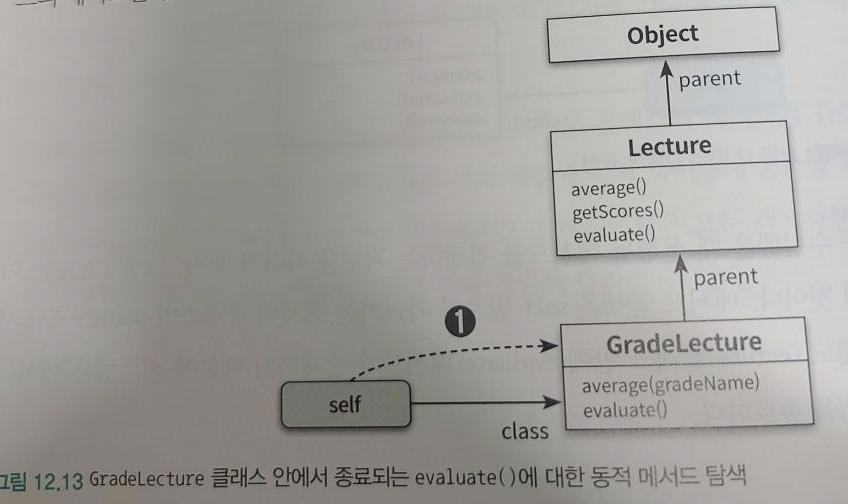 Object
parent
Lecture
average()
getScores()
evaluate()
parent
❶
GradeLecture
average(gradeName)
evaluate()
self
class
그림 12.13 GradeLecture 클래스 안에서 종료되는 evaluate()에 대한 동적 메서드 탐색